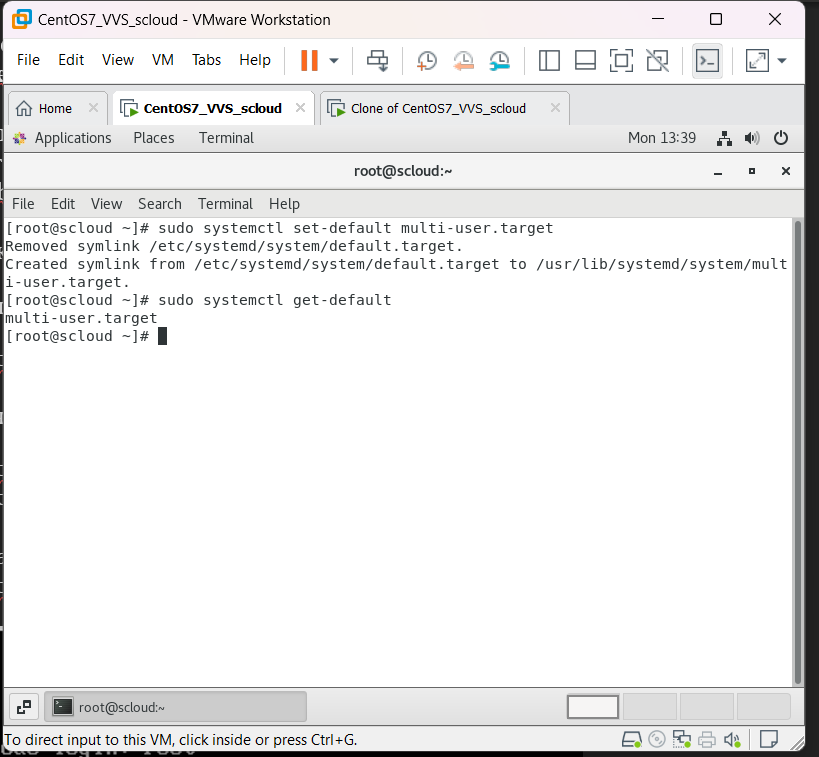 CentOS7_VVS_scloud - VMware Workstation
File Edit View VM Tabs Help
Home CentOS7_VVS_scloud Clone of CentOS7_VVS_scloud
Applications Places Terminal Mon 13:39
root@scloud:~
File Edit View Search Terminal Help
[root@scloud ~]# sudo systemctl set-default multi-user.target
Removed symlink /etc/systemd/system/default.target.
Created symlink from /etc/systemd/system/default.target to /usr/lib/systemd/system/mult
i-user.target.
[root@scloud ~]# sudo systemctl get-default
multi-user.target
[root@scloud ~]#
root@scloud:~
To direct input to this VM, click inside or press Ctrl+G.